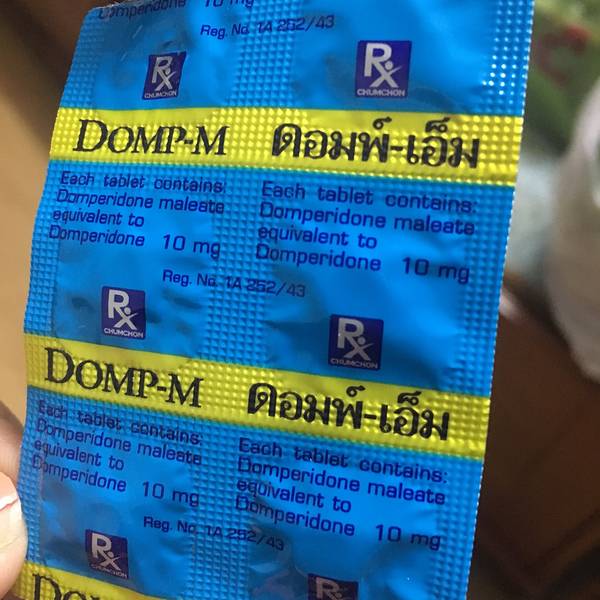 Domperidone 10 mg
Reg. No. 1A 252/43
Rx
CHUMCHON
Rx
CHUMCHON
DOMP-M ดอมพ์-เอ็ม
Each tablet contains:
Domperidone maleate
equivalent to
Domperidone 10 mg
Each tablet contains:
Domperidone maleate
equivalent to
Domperidone 10 mg
Reg. No. 1A 252/43
Rx
CHUMCHON
Rx
CHUMCHON
DOMP-M ดอมพ์-เอ็ม
Each tablet contains:
Domperidone maleate
equivalent to
Domperidone 10 mg
Each tablet contains:
Domperidone maleate
equivalent to
Domperidone 10 mg
Reg. No. 1A 252/43
Rx
CHUMCHON
Rx